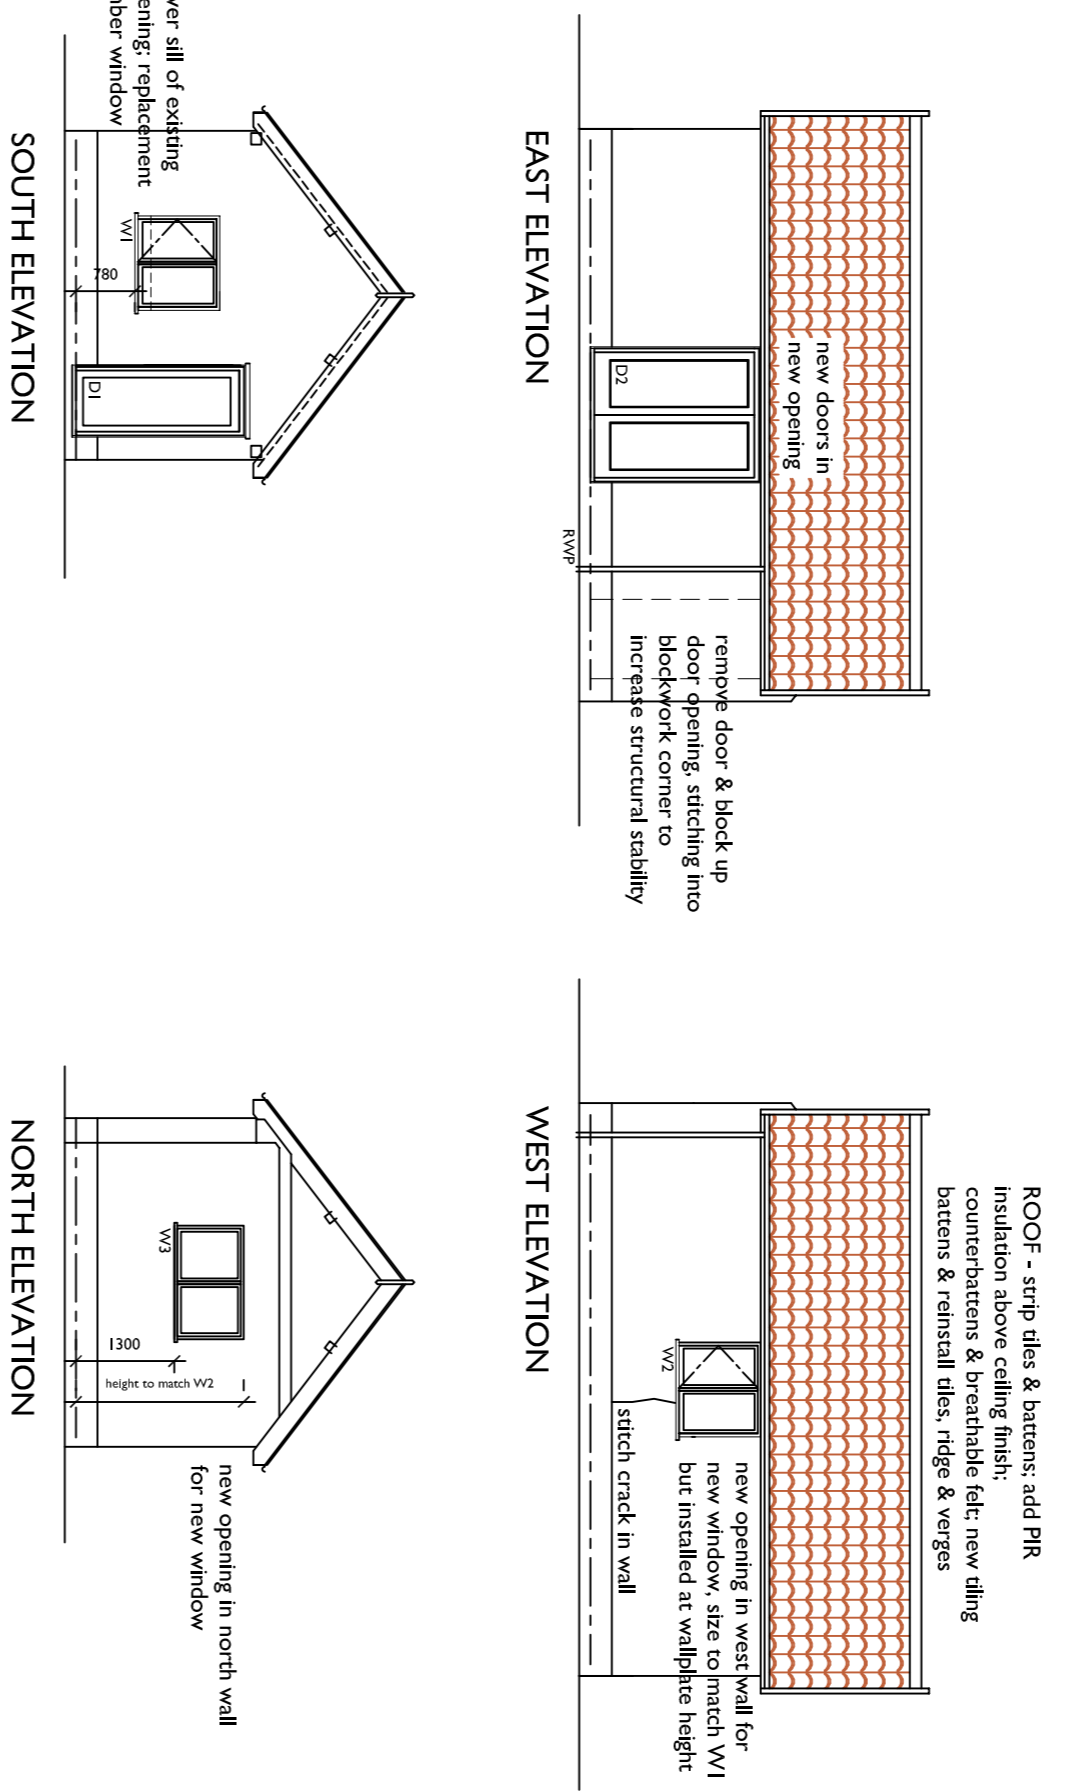 ROOF - strip tiles & battens; add PIR
insulation above ceiling finish;
counterbattens & breathable felt; new tiling
battens & reinstall tiles, ridge & verges
new doors in
new opening
D2
RWP
remove door & block up
door opening, stitching into
blockwork corner to
increase structural stability
EAST ELEVATION
W2
new opening in west wall for
new window, size to match W1
but installed at wallplate height
stitch crack in wall
WEST ELEVATION
sill of existing
replacement
window
W1
780
D1
SOUTH ELEVATION
W3
1300
height to match W2
new opening in north wall
for new window
NORTH ELEVATION